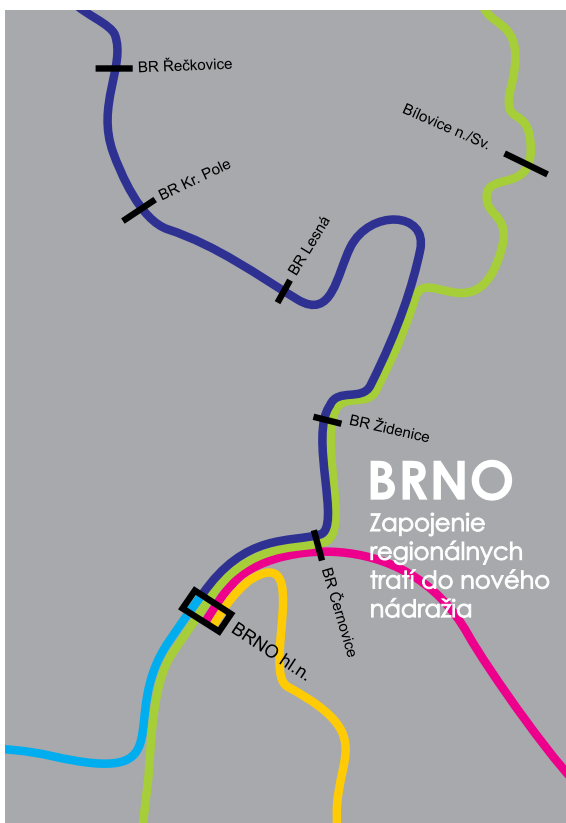 BR Řečkovice
Bílovice n./Sv.
BR Kr. Pole
BR Lesná
BR Židenice
BRNO
Zapojenie
regionálnych
tratí do nového
nádražia
BR Černovice
BRNO hl.n.